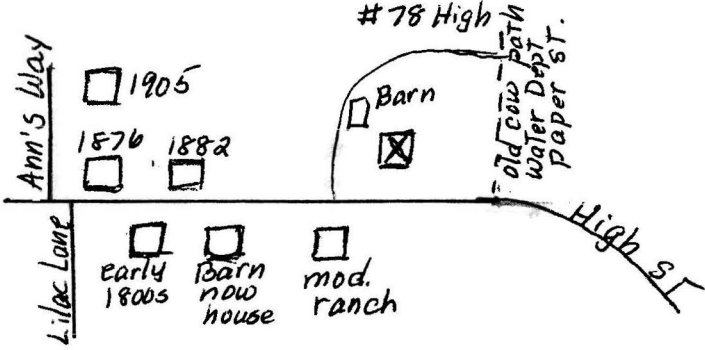 #78 High
Ann's Way
1905
1876
1882
Barn
old cow path
Water Dept
Paper ST.
Lilac Lane
early
1800s
Barn
now
house
mod.
ranch
High ST